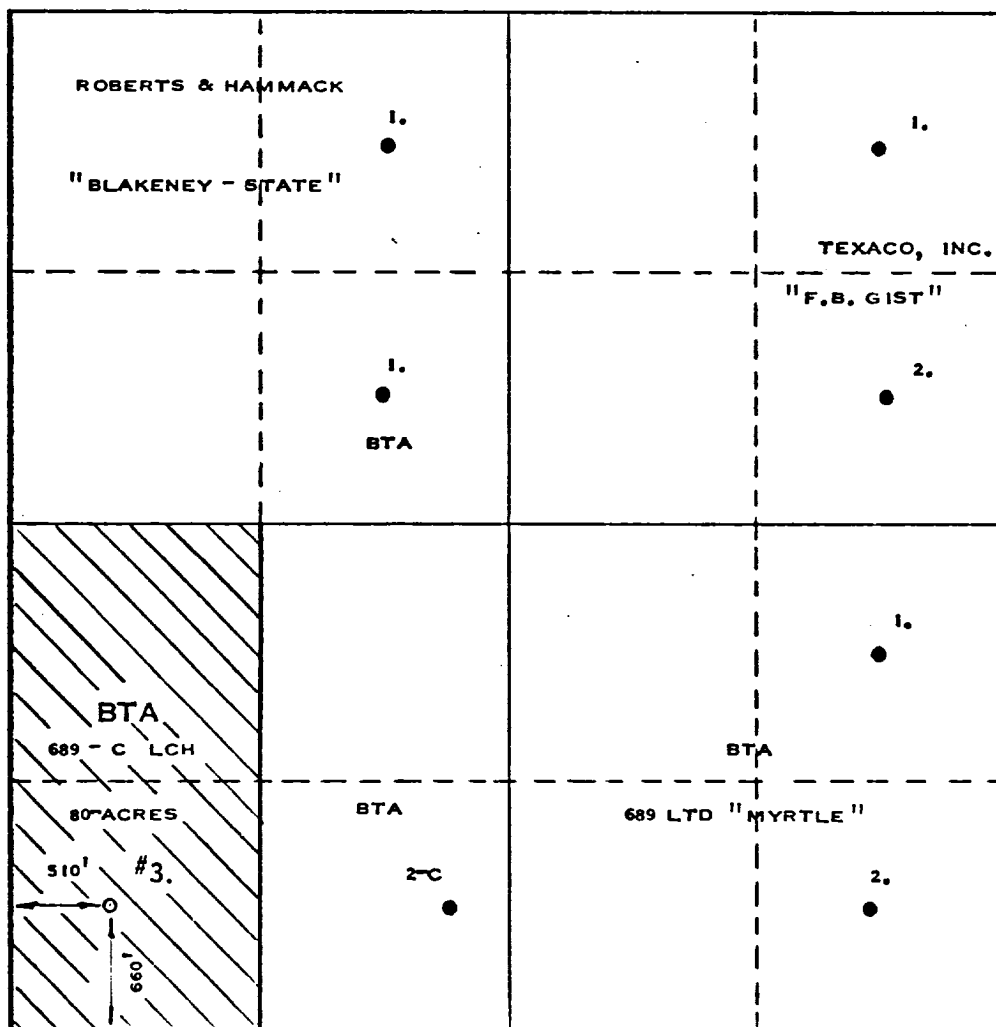 ROBERTS & HAMMACK
1.
1.
"BLAKENEY - STATE"
TEXACO, INC.
"F.B. GIST"
1.
2.
BTA
1.
BTA
689 - C LCH
BTA
80-ACRES
BTA
689 LTD "MYRTLE"
510'
#3.
2-C
2.
660'